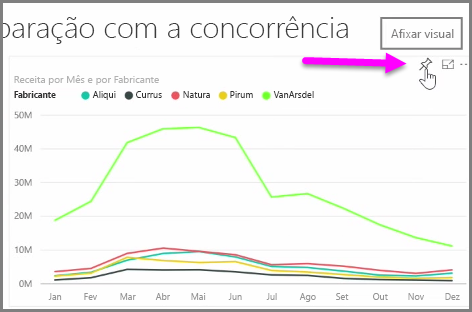 paração com a concorrência
Afixar visual
Receita por Mês e por Fabricante
Fabricante Aliqui Currus Natura Pirum VanArsdel
50M
40M
30M
20M
10M
0M
Jan Fev Mar Abr Mai Jun Jul Ago Set Out Nov Dez